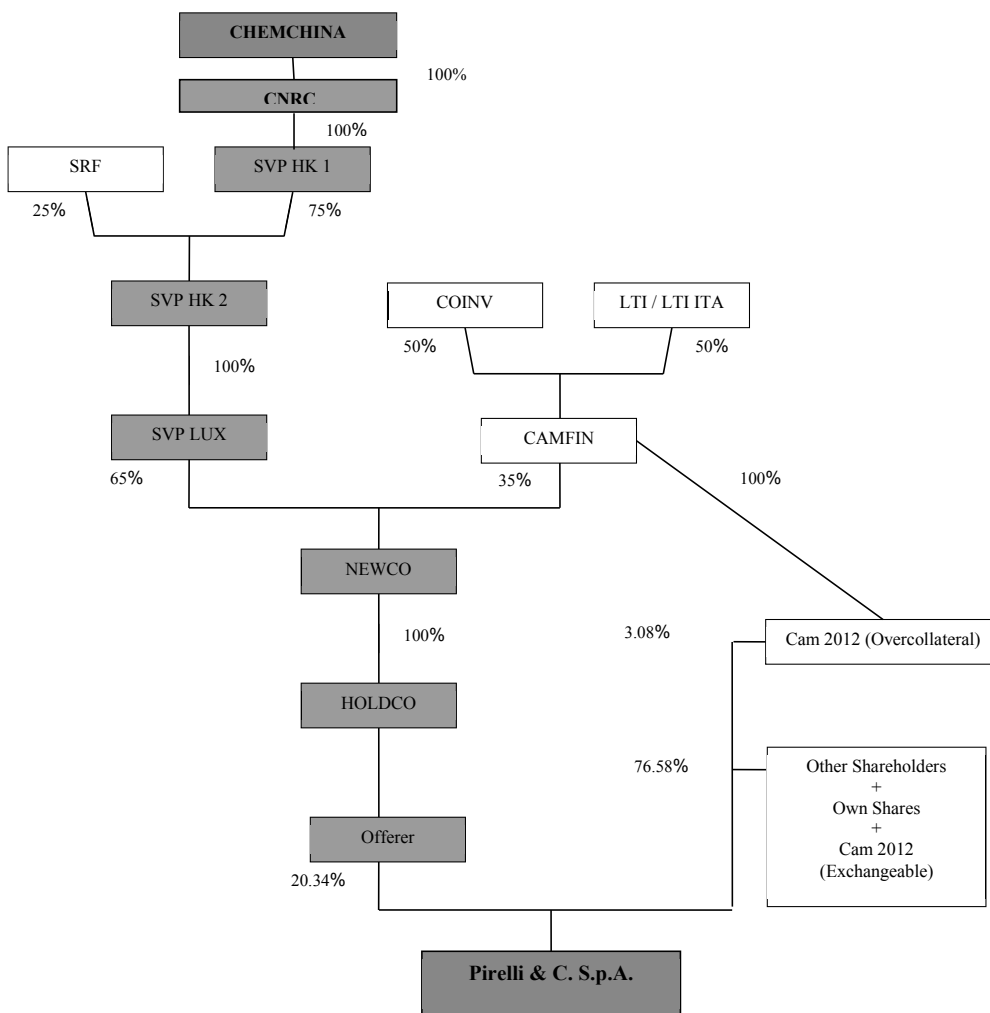 CHEMCHINA
100%
CNRC
100%
SRF
SVP HK 1
25%
75%
SVP HK 2
COINV
LTI / LTI ITA
50%
50%
100%
SVP LUX
CAMFIN
65%
35%
100%
NEWCO
100%
3.08%
Cam 2012 (Overcollateral)
HOLDCO
76.58%
Other Shareholders
+
Own Shares
+
Cam 2012
(Exchangeable)
Offerer
20.34%
Pirelli & C. S.p.A.